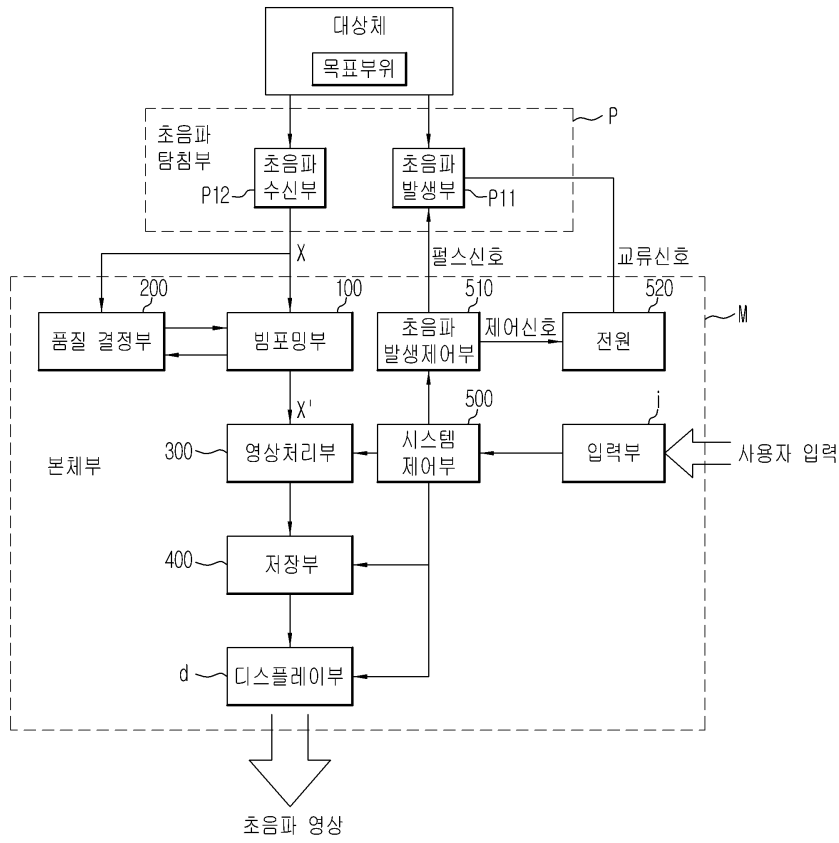 대상체
목표부위
P
초음파
탐침부
초음파
수신부
P12
초음파
발생부
P11
X
펄스신호
교류신호
200
100
510
520
M
품질 결정부
빔포밍부
초음파
발생제어부
제어신호
전원
X'
500
i
300
영상처리부
시스템
제어부
입력부
사용자 입력
본체부
400
저장부
d
디스플레이부
초음파 영상